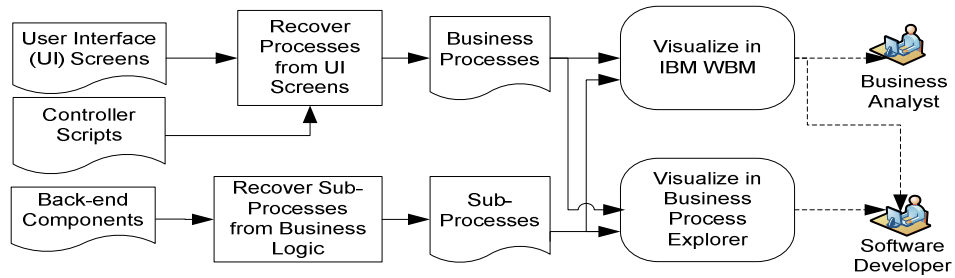 User Interface
(UI) Screens
Recover
Processes
from UI
Screens
Business
Processes
Visualize in
IBM WBM
Business
Analyst
Controller
Scripts
Back-end
Components
Recover Sub-
Processes
from Business
Logic
Sub-
Processes
Visualize in
Business
Process
Explorer
Software
Developer